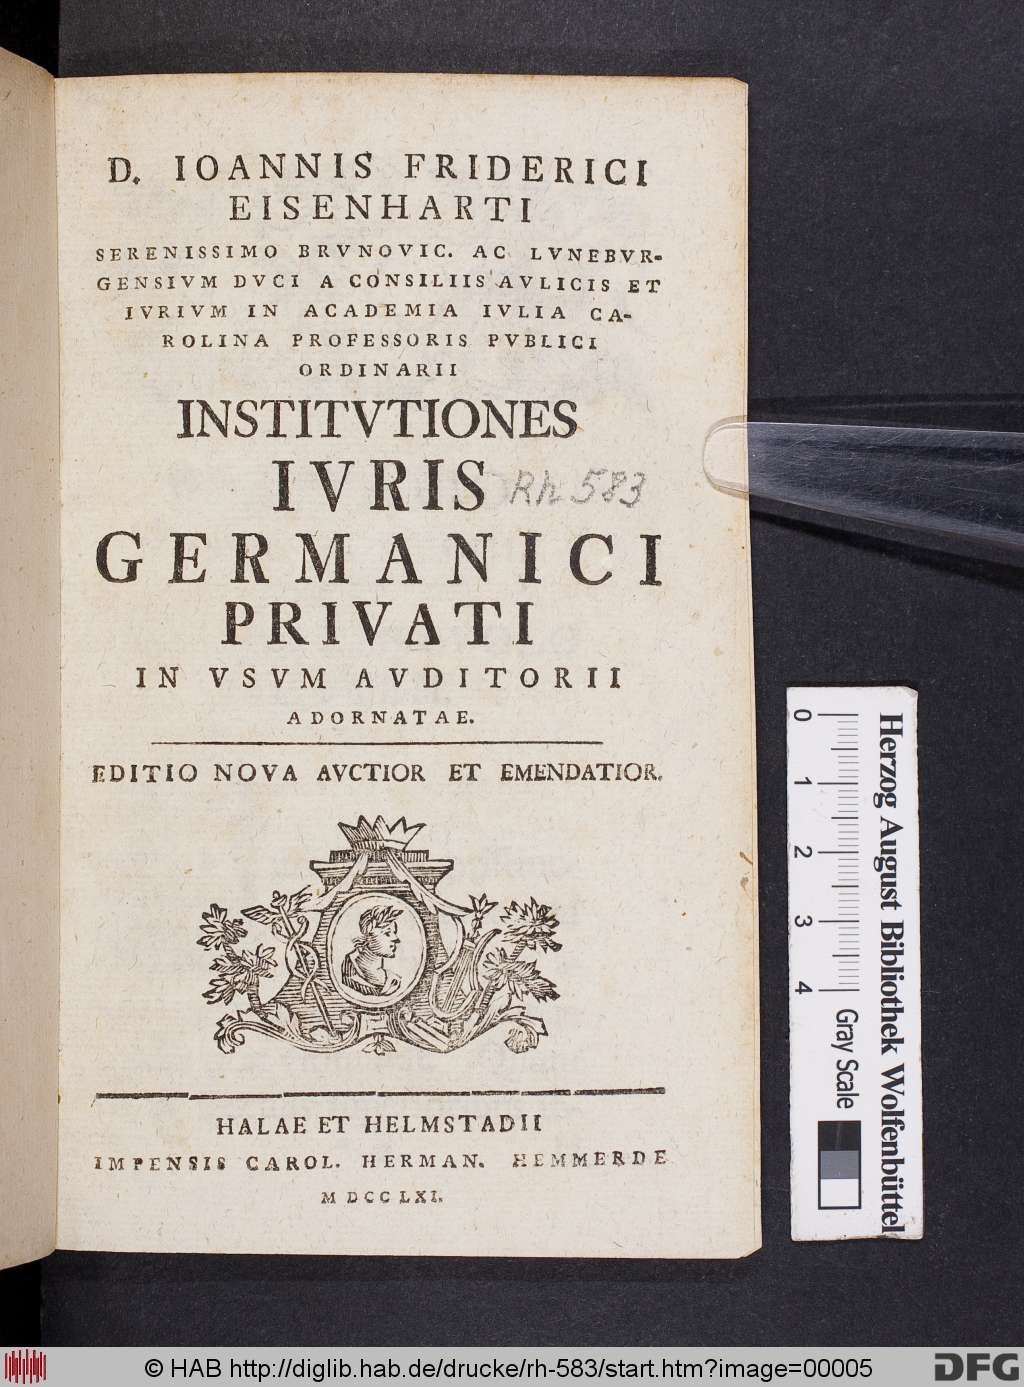 D. IOANNIS FRIDERICI
EISENHARTI
SERENISSIMO BRVNOVIC. AC LVNEBVR-
GENSIVM DVCI A CONSILIIS AVLICIS ET
IVRIVM IN ACADEMIA IVLIA CA-
ROLINA PROFESSORIS PVBLICI
ORDINARII
INSTITVTIONES
IVRIS
Rh 583
GERMANICI
PRIVATI
IN VSVM AVDITORII
ADORNATAE.
EDITIO NOVA AVCTIOR ET EMENDATIOR.
HALAE ET HELMSTADII
IMPENSIS CAROL. HERMAN. HEMMERDE
MDCCLXI.
0 1 2 3 4 Gray Scale
Herzog August Bibliothek Wolfenbüttel
© HAB http://diglib.hab.de/drucke/rh-583/start.htm?image=00005
DFG